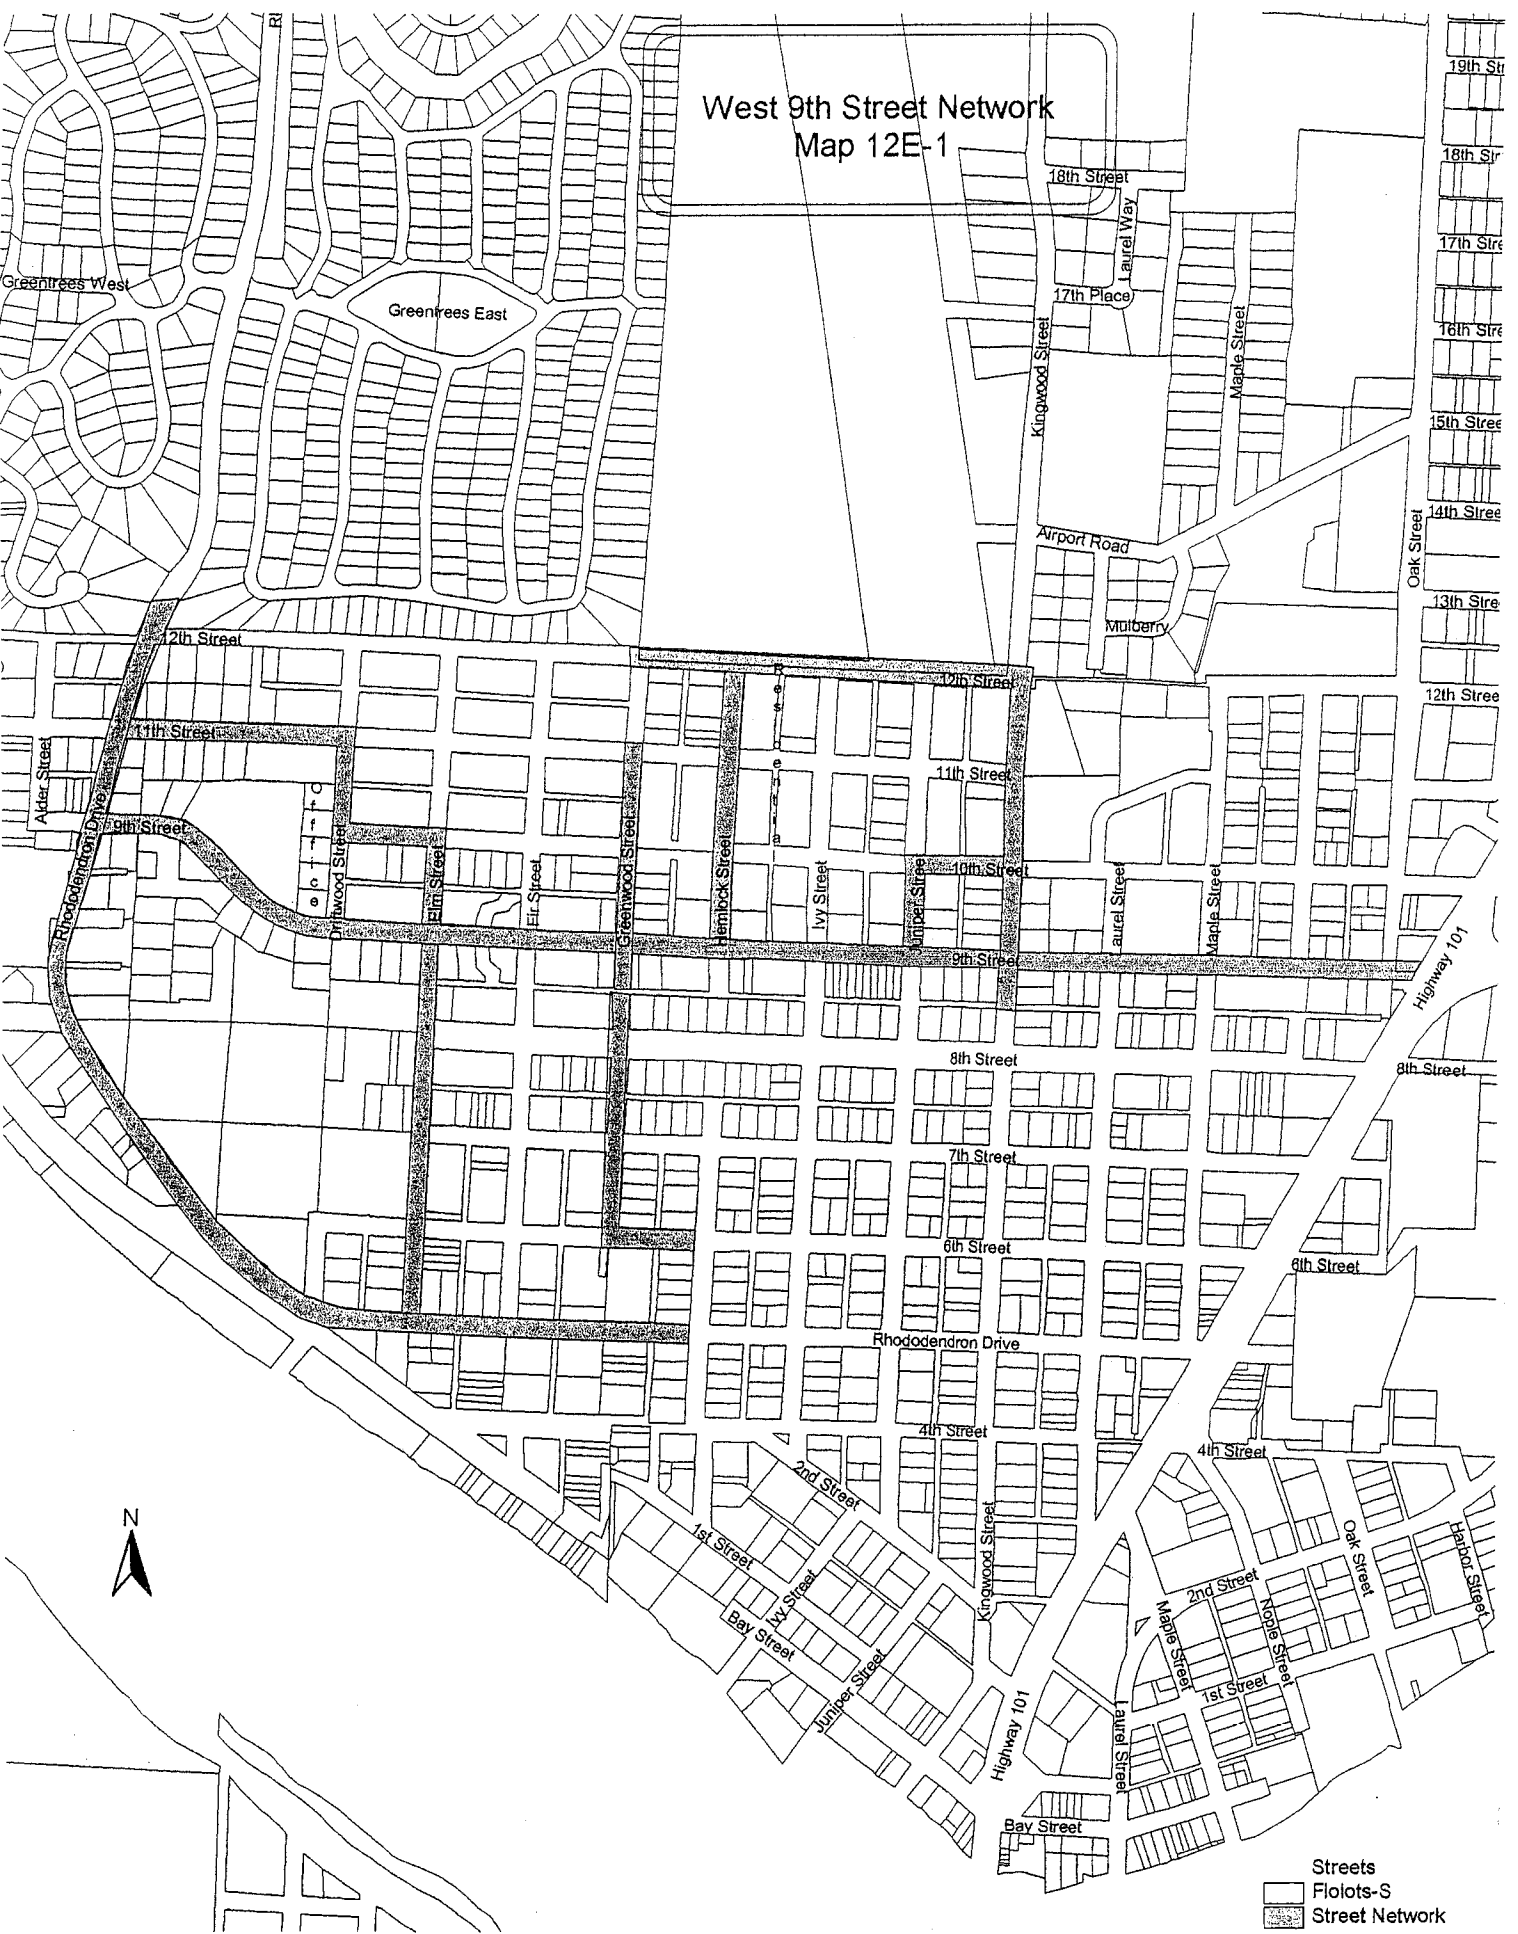 Rh
19th Str
West 9th Street Network
Map 12E-1
18th Str
18th Street
Laurel Way
17th Stre
Greentrees West
17th Place
Greentrees East
16th Stre
Kingwood Street
Maple Street
15th Stree
14th Stree
Airport Road
Oak Street
13th Stre
Mulberry
12th Street
12th Street
12th Stree
Residential
11th Street
11th Street
Alder Street
Offfice
Rhododendron Drive
9th Street
Driftwood Street
Elm Street
Fir Street
Greenwood Street
Hemlock Street
Ivy Street
Juniper Street
10th Street
Laurel Street
Maple Street
9th Street
Highway 101
8th Street
8th Street
7th Street
6th Street
6th Street
Rhododendron Drive
4th Street
4th Street
2nd Street
N
1st Street
Kingwood Street
Oak Street
Harbor Street
2nd Street
Ivy Street
Bay Street
Maple Street
Nople Street
Juniper Street
1st Street
Highway 101
Laurel Street
Bay Street
Streets
Flolots-S
Street Network